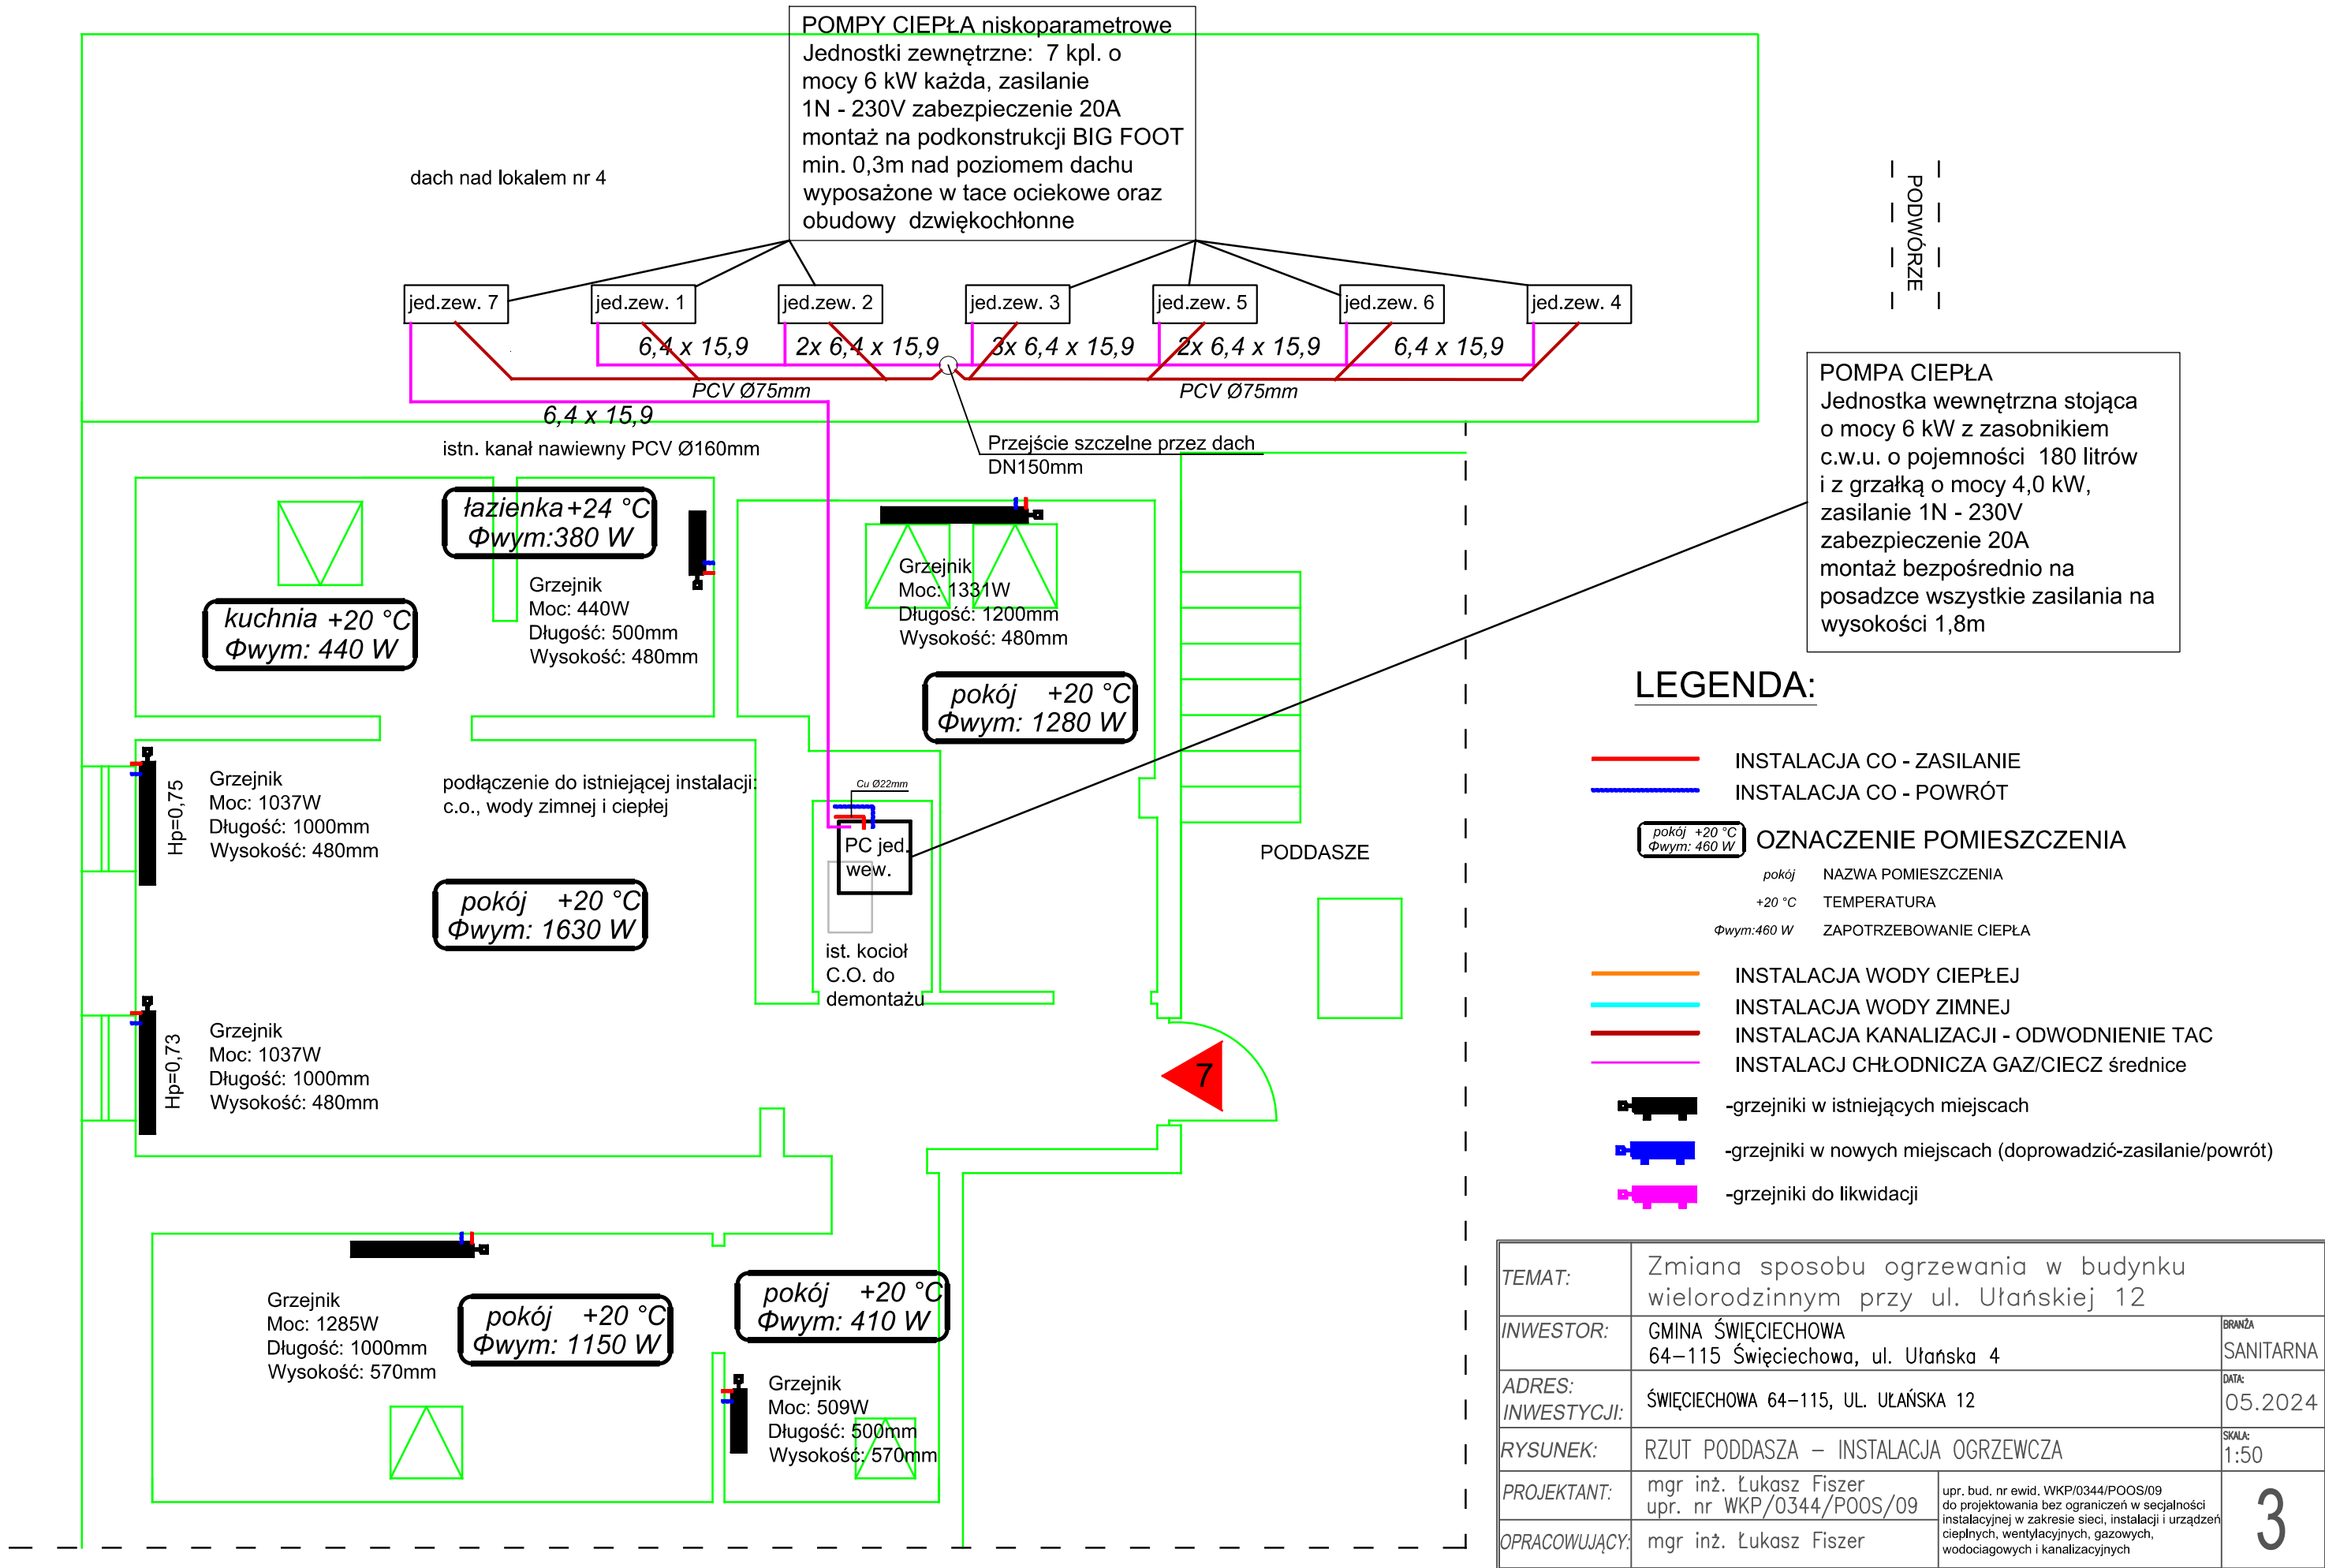 POMPY CIEPŁA niskoparametrowe
Jednostki zewnętrzne:  7 kpl. o
mocy 6 kW każda, zasilanie
1N - 230V zabezpieczenie 20A
montaż na podkonstrukcji BIG FOOT
min. 0,3m nad poziomem dachu
wyposażone w tace ociekowe oraz
obudowy  dzwiękochłonne
dach nad lokalem nr 4
PODWÓRZE
jed.zew. 7
jed.zew. 1
jed.zew. 2
jed.zew. 3
jed.zew. 5
jed.zew. 6
jed.zew. 4
6,4 x 15,9
2x 6,4 x 15,9
3x 6,4 x 15,9
2x 6,4 x 15,9
6,4 x 15,9
PCV Ø75mm
PCV Ø75mm
6,4 x 15,9
istn. kanał nawiewny PCV Ø160mm
Przejście szczelne przez dach
DN150mm
POMPA CIEPŁA
Jednostka wewnętrzna stojąca
o mocy 6 kW z zasobnikiem
c.w.u. o pojemności  180 litrów
i z grzałką o mocy 4,0 kW,
zasilanie 1N - 230V
zabezpieczenie 20A
montaż bezpośrednio na
posadzce wszystkie zasilania na
wysokości 1,8m
łazienka +24 °C
Φwym:380 W
Grzejnik
Moc: 440W
Długość: 500mm
Wysokość: 480mm
kuchnia +20 °C
Φwym: 440 W
Grzejnik
Moc: 1331W
Długość: 1200mm
Wysokość: 480mm
pokój +20 °C
Φwym: 1280 W
Hp=0,75
Grzejnik
Moc: 1037W
Długość: 1000mm
Wysokość: 480mm
podłączenie do istniejącej instalacji:
c.o., wody zimnej i ciepłej
Cu Ø22mm
PC jed.
wew.
ist. kocioł
C.O. do
demontażu
PODDASZE
pokój +20 °C
Φwym: 1630 W
Hp=0,73
Grzejnik
Moc: 1037W
Długość: 1000mm
Wysokość: 480mm
7
Grzejnik
Moc: 1285W
Długość: 1000mm
Wysokość: 570mm
pokój +20 °C
Φwym: 1150 W
pokój +20 °C
Φwym: 410 W
Grzejnik
Moc: 509W
Długość: 500mm
Wysokość: 570mm
LEGENDA:
INSTALACJA CO - ZASILANIE
INSTALACJA CO - POWRÓT
pokój +20 °C
Φwym: 460 W
OZNACZENIE POMIESZCZENIA
pokój NAZWA POMIESZCZENIA
+20 °C TEMPERATURA
Φwym:460 W ZAPOTRZEBOWANIE CIEPŁA
INSTALACJA WODY CIEPŁEJ
INSTALACJA WODY ZIMNEJ
INSTALACJA KANALIZACJI - ODWODNIENIE TAC
INSTALACJ CHŁODNICZA GAZ/CIECZ średnice
-grzejniki w istniejących miejscach
-grzejniki w nowych miejscach (doprowadzić-zasilanie/powrót)
-grzejniki do likwidacji
TEMAT:
Zmiana sposobu ogrzewania w budynku
wielorodzinnym przy ul. Ułańskiej 12
INWESTOR:
GMINA ŚWIĘCIECHOWA
64-115 Święciechowa, ul. Ułańska 4
BRANŻA
SANITARNA
ADRES:
INWESTYCJI:
ŚWIĘCIECHOWA 64-115, UL. UŁAŃSKA 12
DATA:
05.2024
RYSUNEK:
RZUT PODDASZA - INSTALACJA OGRZEWCZA
SKALA:
1:50
PROJEKTANT:
mgr inż. Łukasz Fiszer
upr. nr WKP/0344/POOS/09
upr. bud. nr ewid. WKP/0344/POOS/09
do projektowania bez ograniczeń w secjalności
instalacyjnej w zakresie sieci, instalacji i urządzeń
cieplnych, wentylacyjnych, gazowych,
wodociagowych i kanalizacyjnych
3
OPRACOWUJĄCY:
mgr inż. Łukasz Fiszer